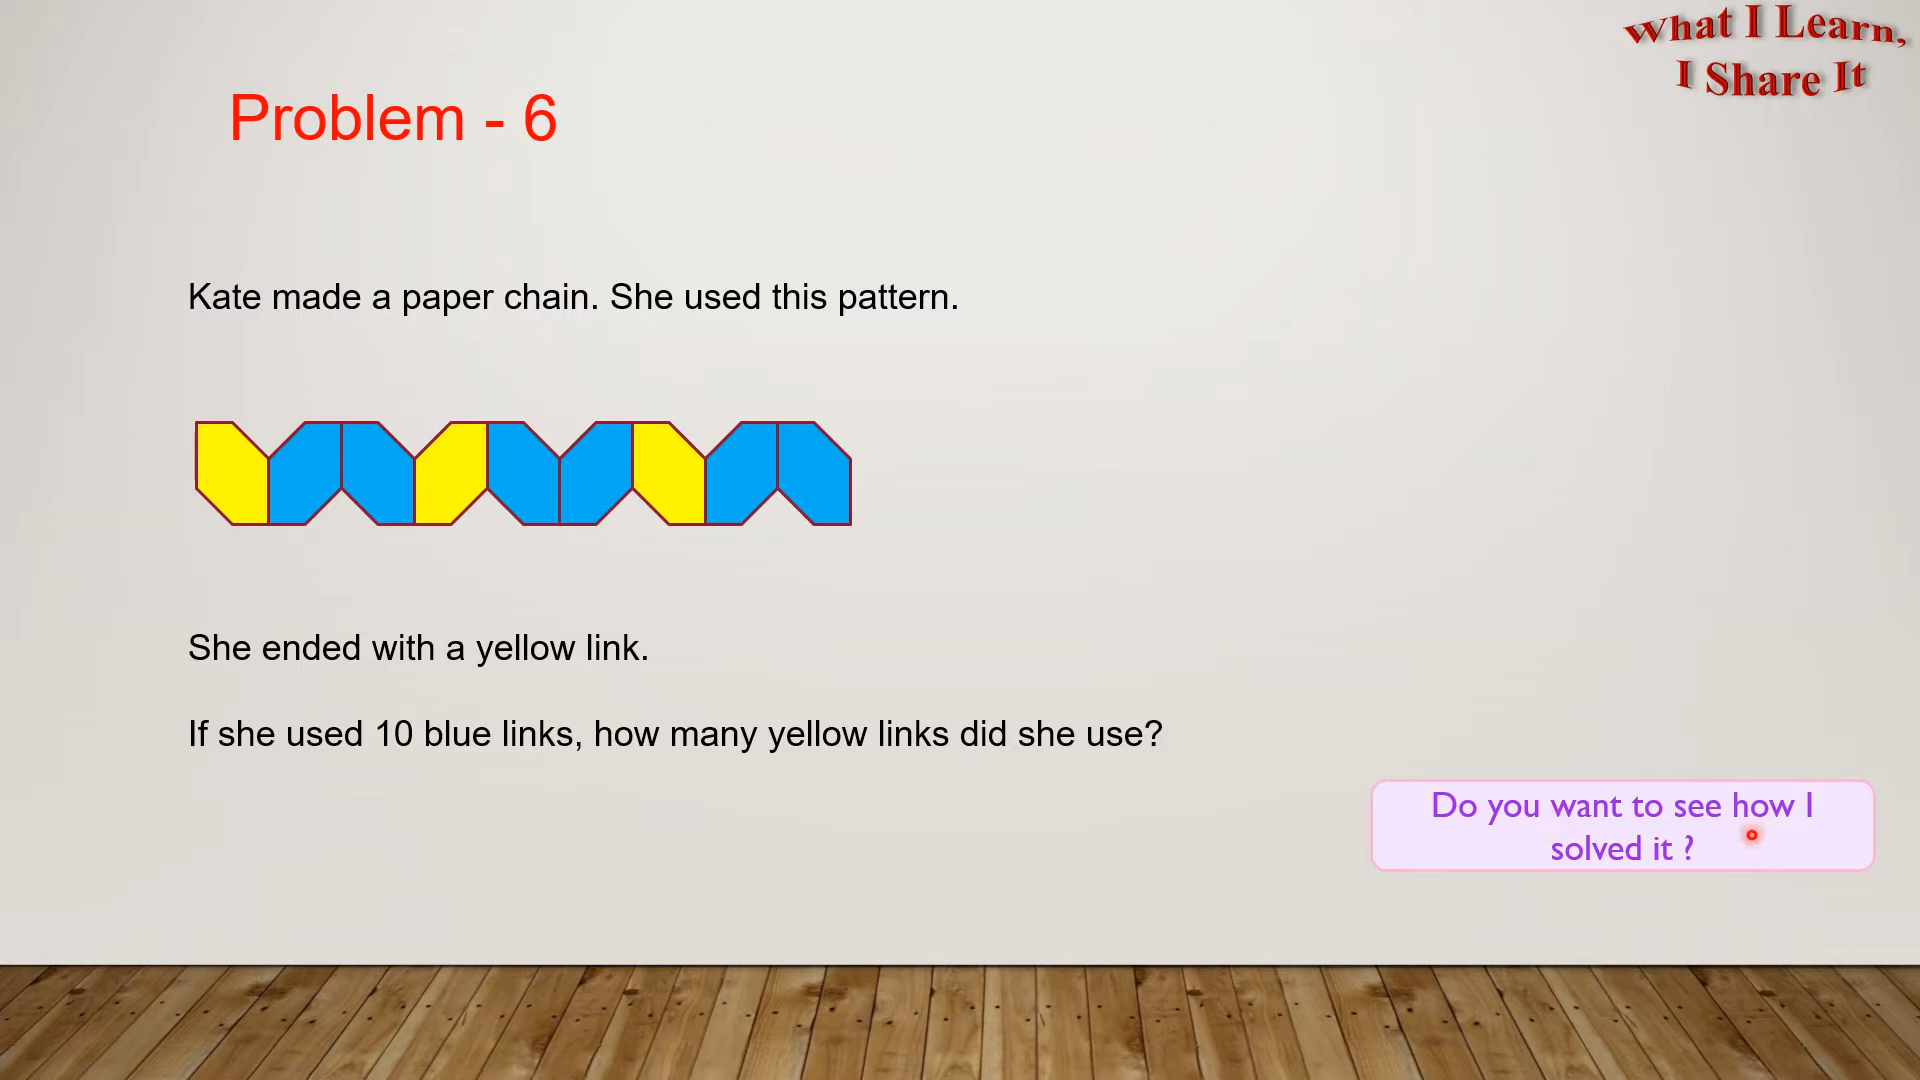 What I Learn,
I Share It
Problem - 6
Kate made a paper chain. She used this pattern.
She ended with a yellow link.
If she used 10 blue links, how many yellow links did she use?
Do you want to see how I
solved it ?